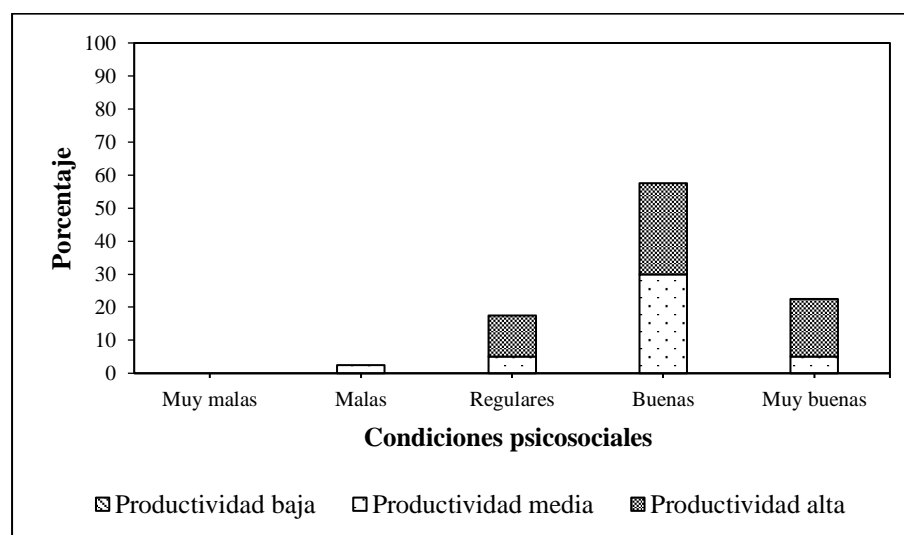 100
90
80
70
60
50
40
30
20
10
0
Porcentaje
Muy malas Malas Regulares Buenas Muy buenas
Condiciones psicosociales
Productividad baja Productividad media Productividad alta